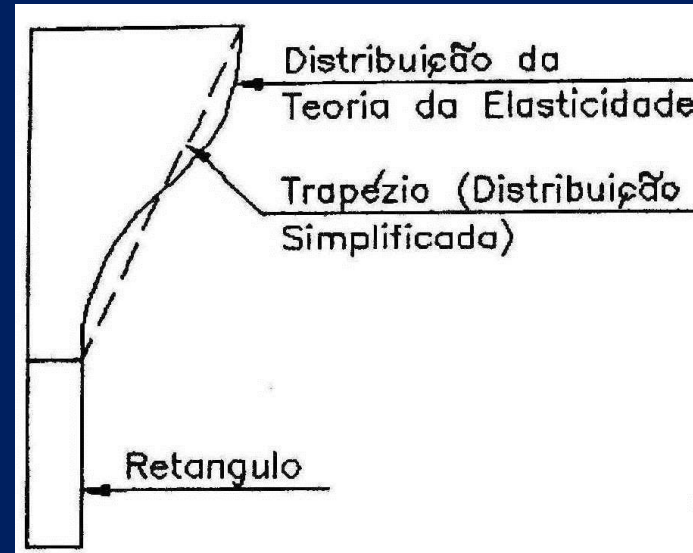 Distribuição da
Teoria da Elasticidade
Trapézio (Distribuição
Simplificada)
Retangulo